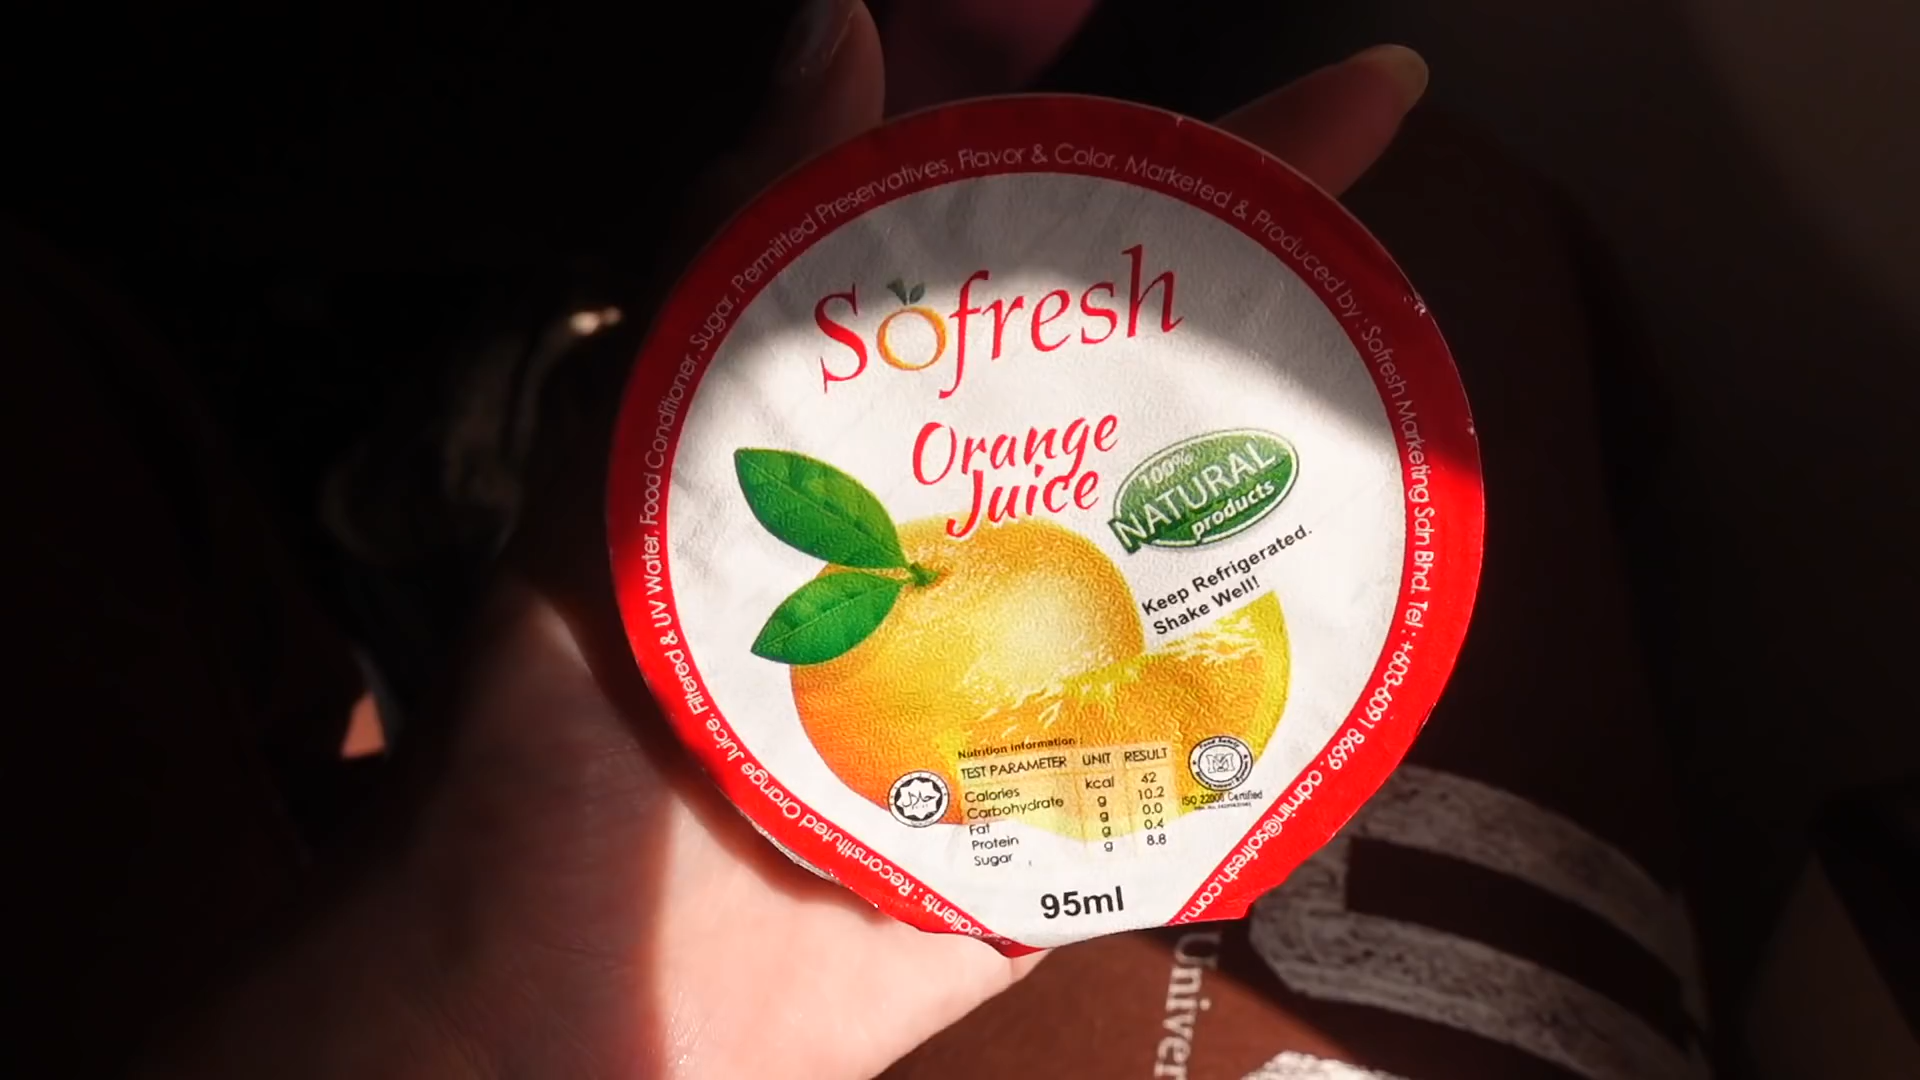 Sofresh
Orange
Juice
100%
NATURAL
products
Keep Refrigerated.
Shake Well!
Nutrition information :
TEST PARAMETER UNIT RESULT
Calories kcal 42
Carbohydrate g 10.2
Fat g 0.0
Protein g 0.4
Sugar g 8.8
حلال
ISO 22000 Certified
95ml
: Reconstituted Orange Juice, Filtered & UV Water, Food Conditioner, Sugar, Permitted Preservatives, Flavor & Color. Marketed & Produced by : Sofresh Marketing Sdn Bhd. Tel : +603-6091 8669. admin@sofresh.com
Univer